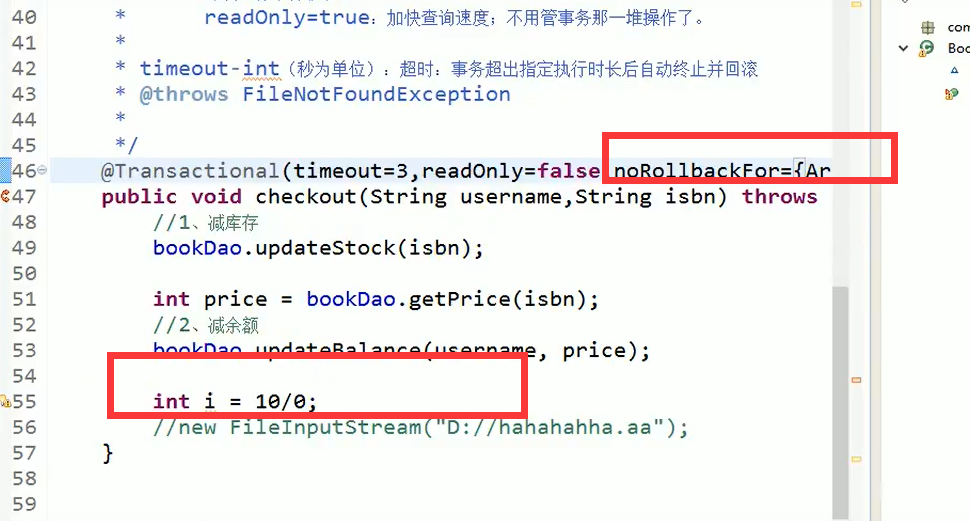 40 * readOnly=true：加快查询速度；不用管事务那一堆操作了。
41 *
42 * timeout-int（秒为单位）：超时：事务超出指定执行时长后自动终止并回滚
43 * @throws FileNotFoundException
44 *
45 */
46 @Transactional(timeout=3,readOnly=false noRollbackFor={Ar
47 public void checkout(String username,String isbn) throws
48 //1、减库存
49 bookDao.updateStock(isbn);
50
51 int price = bookDao.getPrice(isbn);
52 //2、减余额
53 bookDao.updateBalance(username, price);
54
55 int i = 10/0;
56 //new FileInputStream("D://hahahahha.aa");
57 }
58
59
com
Boo